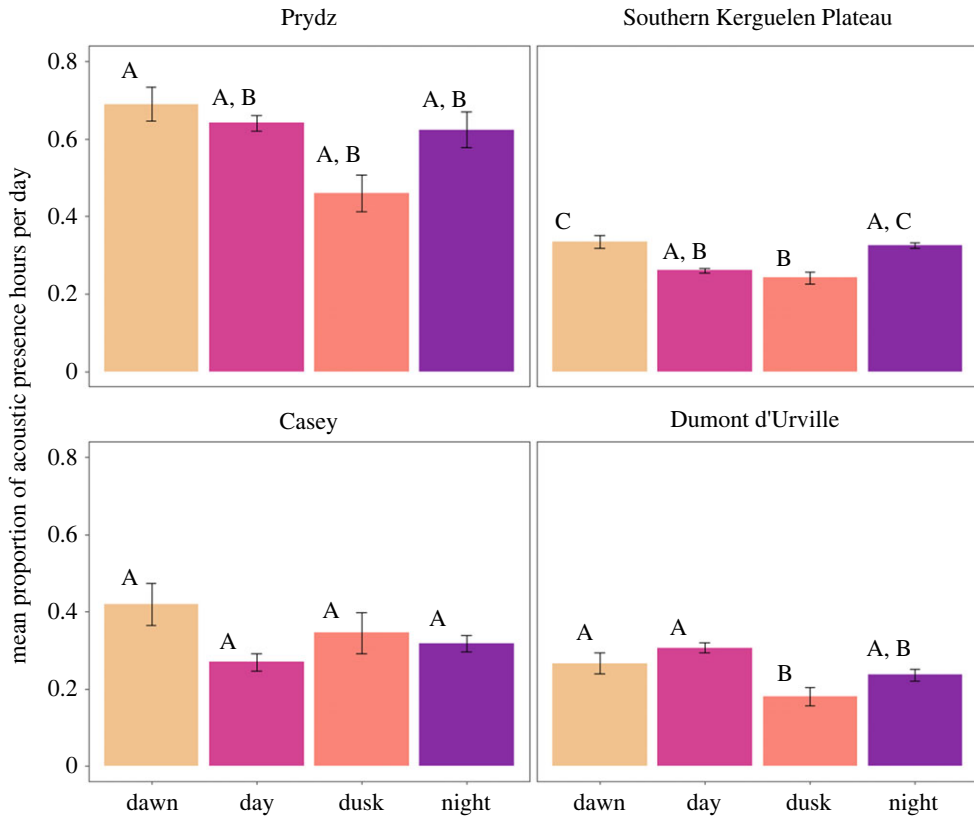 Prydz
Southern Kerguelen Plateau
mean proportion of acoustic presence hours per day
0.8
0.6
0.4
0.2
0
A
A, B
A, B
A, B
C
A, B
B
A, C
Casey
Dumont d'Urville
0.8
0.6
0.4
0.2
0
A
A
A
A
A
A
B
A, B
dawn
day
dusk
night
dawn
day
dusk
night